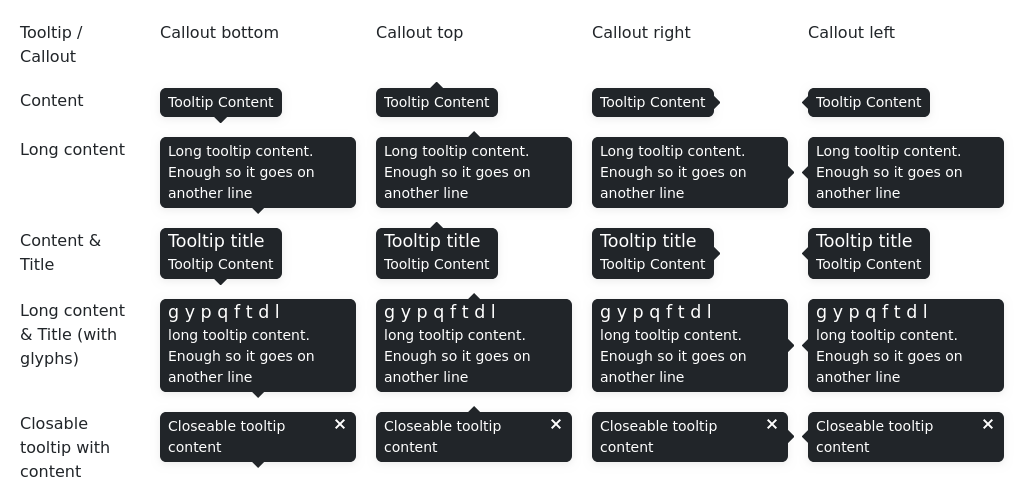 Tooltip /
Callout
Callout bottom
Callout top
Callout right
Callout left
Content
Tooltip Content
Tooltip Content
Tooltip Content
Tooltip Content
Long content
Long tooltip content.
Enough so it goes on
another line
Long tooltip content.
Enough so it goes on
another line
Long tooltip content.
Enough so it goes on
another line
Long tooltip content.
Enough so it goes on
another line
Content &
Title
Tooltip title
Tooltip Content
Tooltip title
Tooltip Content
Tooltip title
Tooltip Content
Tooltip title
Tooltip Content
Long content
& Title (with
glyphs)
g y p q f t d l
long tooltip content.
Enough so it goes on
another line
g y p q f t d l
long tooltip content.
Enough so it goes on
another line
g y p q f t d l
long tooltip content.
Enough so it goes on
another line
g y p q f t d l
long tooltip content.
Enough so it goes on
another line
Closable
tooltip with
content
Closeable tooltip
content
Closeable tooltip
content
Closeable tooltip
content
Closeable tooltip
content